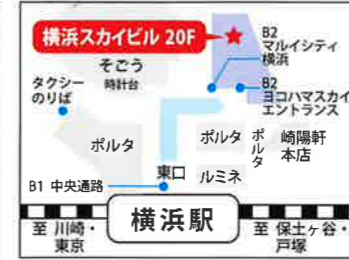 横浜スカイビル 20F
B2
マルイシティ
横浜
そごう
時計台
タクシー
のりば
B2
ヨコハマスカイ
エントランス
ポルタ
ポルタ
ポルタ
崎陽軒
本店
東口
ルミネ
B1 中央通路
横浜駅
至 川崎・
東京
至 保土ヶ谷・
戸塚